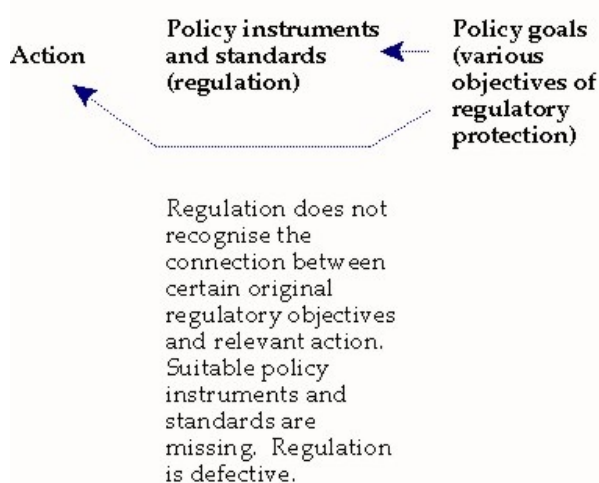 Action
Policy instruments
and standards
(regulation)
Policy goals
(various
objectives of
regulatory
protection)
Regulation does not
recognise the
connection between
certain original
regulatory objectives
and relevant action.
Suitable policy
instruments and
standards are
missing.  Regulation
is defective.